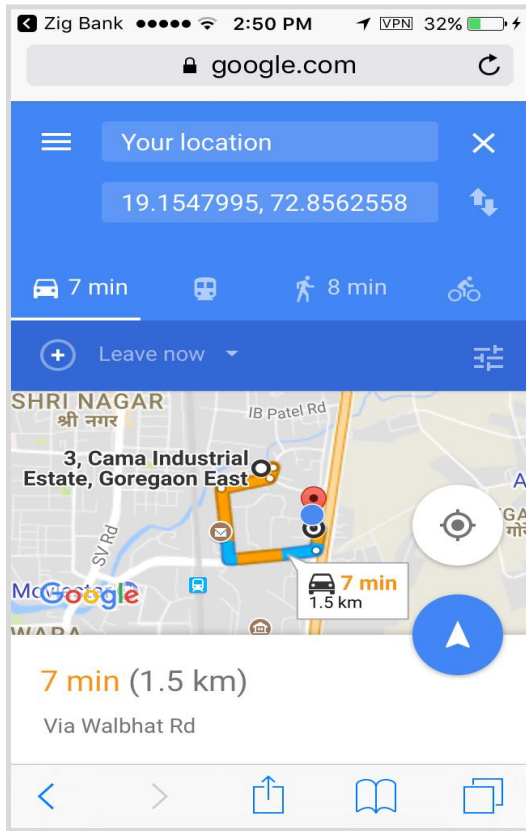 Zig Bank 2:50 PM VPN 32%
google.com
Your location
19.1547995, 72.8562558
7 min 8 min
Leave now
SHRI NAGAR
श्री नगर
IB Patel Rd
3, Cama Industrial
Estate, Goregaon East
SV Rd
Google
7 min
1.5 km
7 min (1.5 km)
Via Walbhat Rd